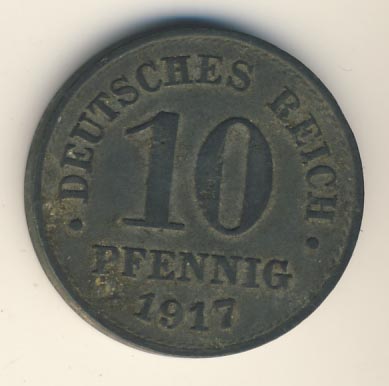 • DEUTSCHES REICH •
10
PFENNIG
1917